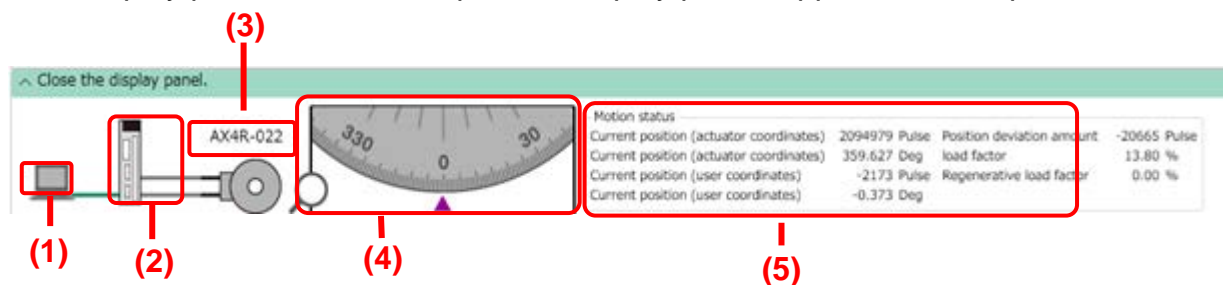 (3)
Close the display panel.
AX4R-022
330
0
30
Motion status
Current position (actuator coordinates) 2094979 Pulse Position deviation amount -20665 Pulse
Current position (actuator coordinates) 359.627 Deg load factor 13.80 %
Current position (user coordinates) -2173 Pulse Regenerative load factor 0.00 %
Current position (user coordinates) -0.373 Deg
(1)
(2)
(4)
(5)